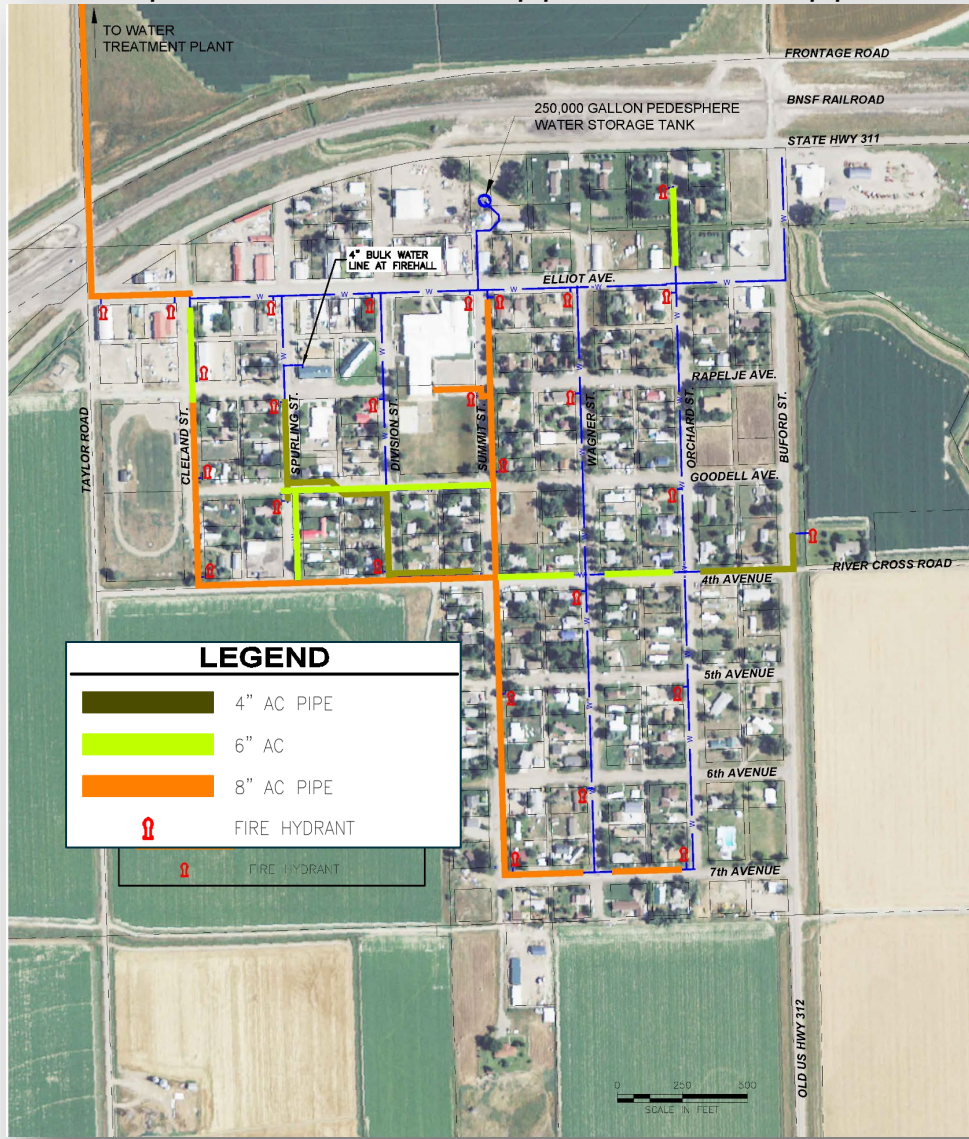 TO WATER
TREATMENT PLANT
FRONTAGE ROAD
BNSF RAILROAD
250,000 GALLON PEDESPHERE
WATER STORAGE TANK
STATE HWY 311
4" BULK WATER
LINE AT FIREHALL
ELLIOT AVE.
RAPELJE AVE.
TAYLOR ROAD
CLELAND ST.
SPURLING ST.
DIVISION ST.
SUMMIT ST.
WAGNER ST.
ORCHARD ST.
BUFORD ST.
GOODELL AVE.
RIVER CROSS ROAD
4th AVENUE
LEGEND
4" AC PIPE
6" AC
8" AC PIPE
FIRE HYDRANT
FIRE HYDRANT
5th AVENUE
6th AVENUE
7th AVENUE
OLD US HWY 312
0 250 500
SCALE IN FEET